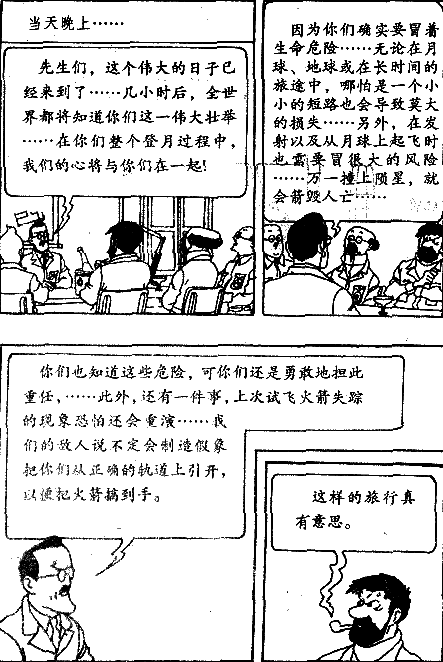 当天晚上……
先生们，这个伟大的日子已
经来到了……几小时后，全世
界都将知道你们这一伟大壮举
……在你们整个登月过程中，
我们的心将与你们在一起！
因为你们确实要冒着
生命危险……无论在月
球、地球或在长时间的
旅途中，哪怕是一个小
小的短路也会导致莫大
的损失……另外，在发
射以及从月球上起飞时
也需要冒很大的风险
……万一撞上陨星，就
会箭毁人亡……
你们也知道这些危险，可你们还是勇敢地担此
重任，……此外，还有一件事，上次试飞火箭失踪
的现象恐怕还会重演……我
们的敌人说不定会制造假象
把你们从正确的轨道上引开，
以便把火箭搞到手。
这样的旅行真
有意思。